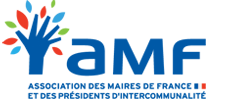 amf
ASSOCIATION DES MAIRES DE FRANCE
ET DES PRÉSIDENTS D'INTERCOMMUNALITÉ